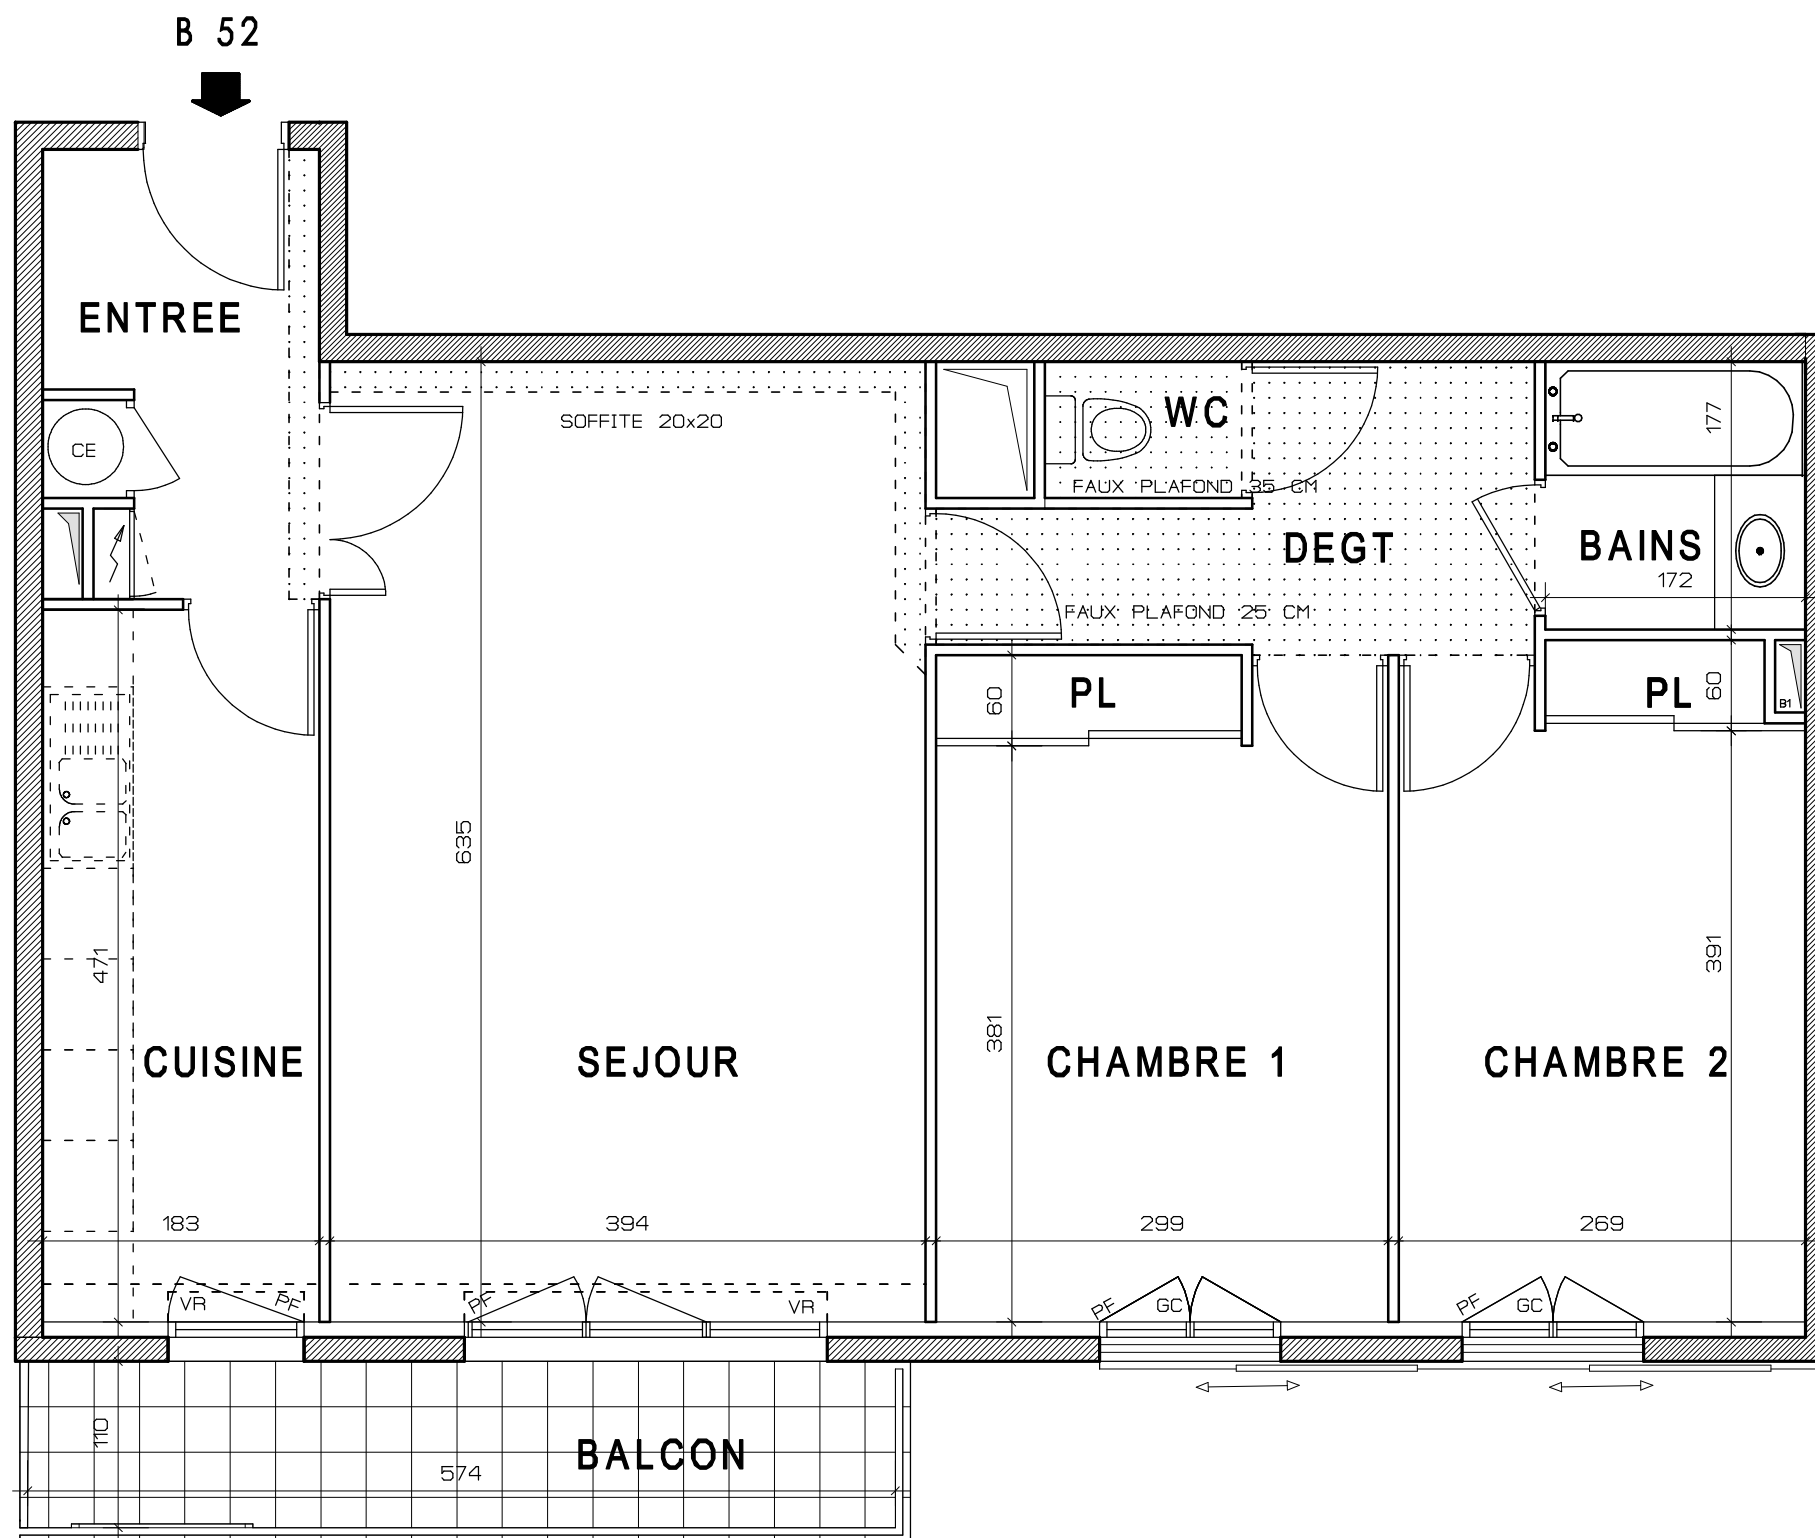 B 52
ENTREE
SOFFITE 20x20
WC
177
CE
FAUX PLAFOND 35 CM
DEGT
BAINS
172
FAUX PLAFOND 25 CM
60
PL
PL
60
B1
635
471
391
381
CUISINE
SEJOUR
CHAMBRE 1
CHAMBRE 2
183
394
299
269
VR
PF
PF
VR
PF
GC
PF
GC
110
BALCON
574